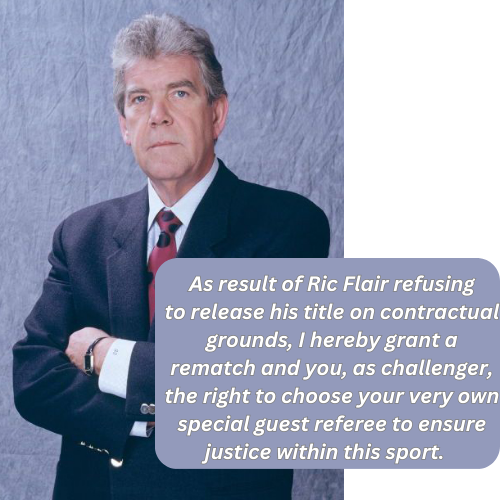 As result of Ric Flair refusing
to release his title on contractual
grounds, I hereby grant a
rematch and you, as challenger,
the right to choose your very own
special guest referee to ensure
justice within this sport.